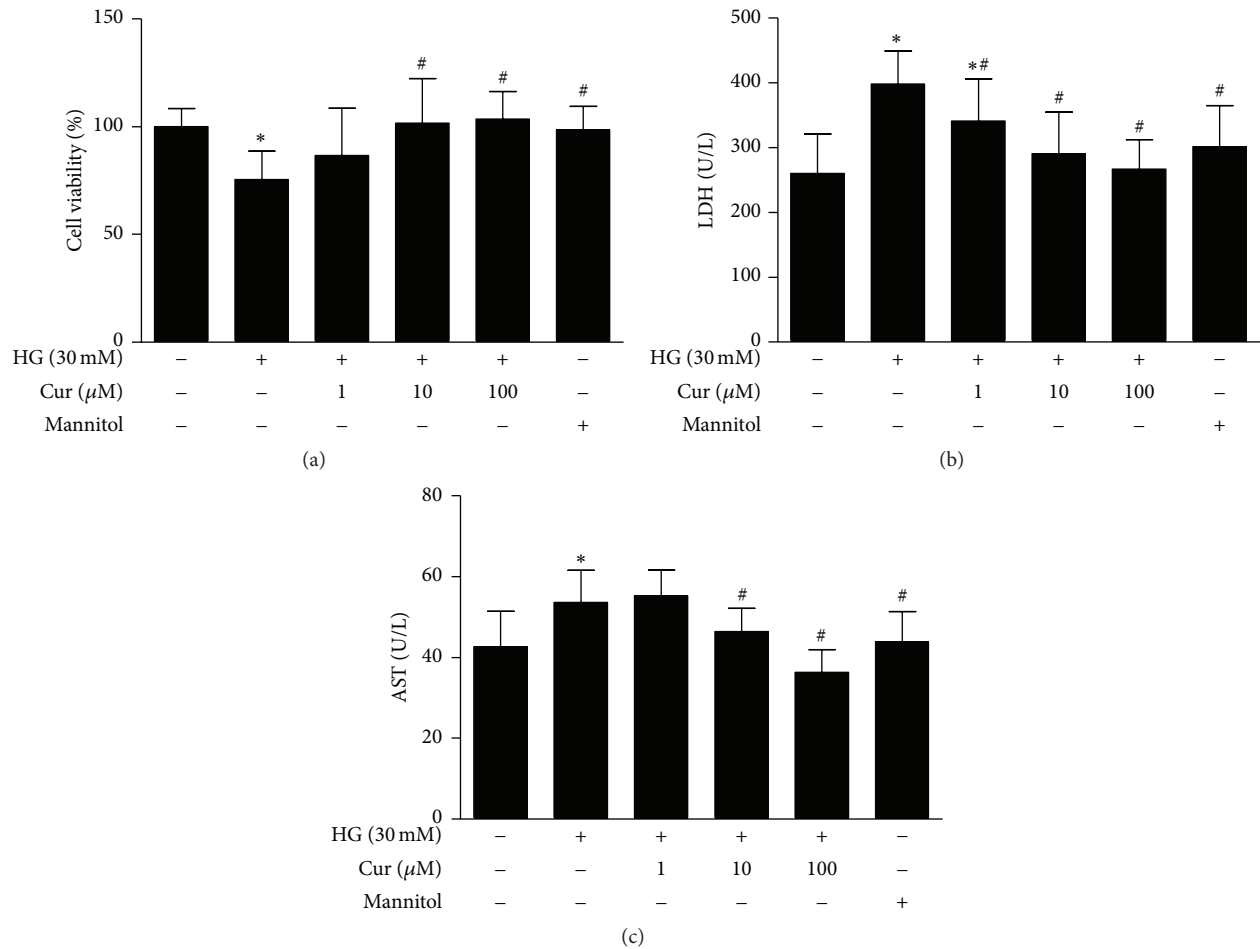 150
100
50
0
Cell viability (%)
*
#
#
#
HG (30 mM) − + + + + −
Cur (μM) − − 1 10 100 −
Mannitol − − − − − +
(a)
500
400
300
200
100
0
LDH (U/L)
*
*#
#
#
#
HG (30 mM) − + + + + −
Cur (μM) − − 1 10 100 −
Mannitol − − − − − +
(b)
80
60
40
20
0
AST (U/L)
*
#
#
#
HG (30 mM) − + + + + −
Cur (μM) − − 1 10 100 −
Mannitol − − − − − +
(c)